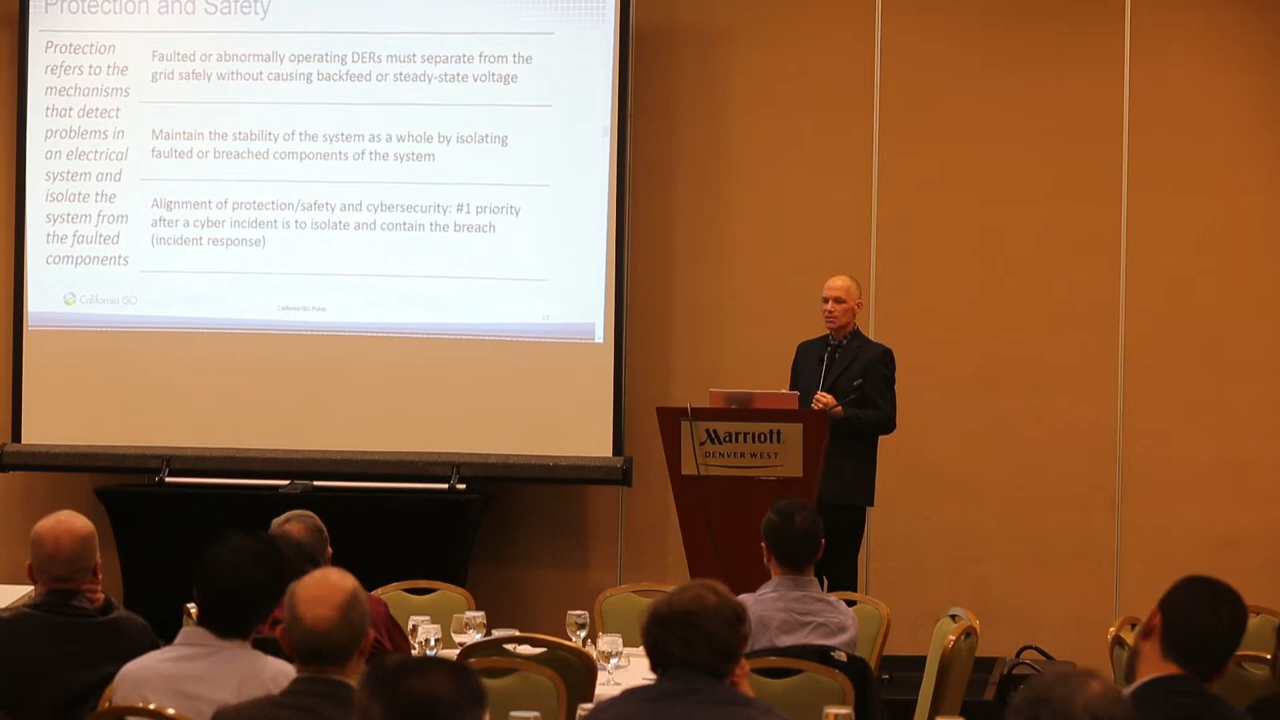 Protection and Safety
Protection
refers to the
mechanisms
that detect
problems in
an electrical
system and
isolate the
system from
the faulted
components
Faulted or abnormally operating DERs must separate from the
grid safely without causing backfeed or steady-state voltage
Maintain the stability of the system as a whole by isolating
faulted or breached components of the system
Alignment of protection/safety and cybersecurity: #1 priority
after a cyber incident is to isolate and contain the breach
(incident response)
California ISO
California ISO Public
Marriott
DENVER WEST